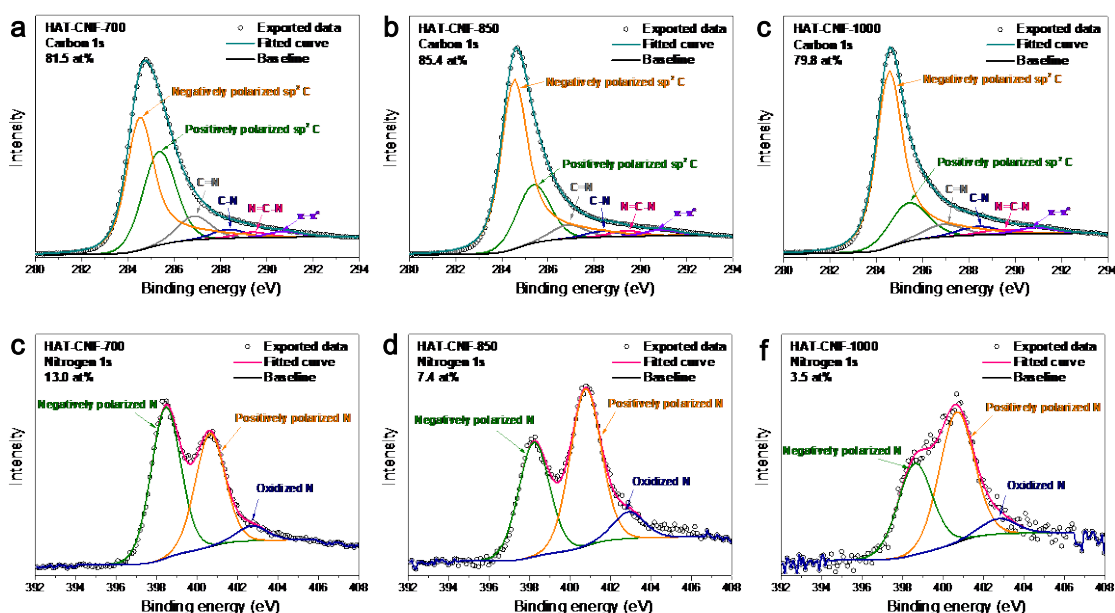 a
HAT-CNF-700
Carbon 1s
81.5 at%
Exported data
Fitted curve
Baseline
Negatively polarized sp² C
Positively polarized sp² C
C=N
C-N
N=C-N
π-π*
Intensity
280 282 284 286 288 290 292 294
Binding energy (eV)
b
HAT-CNF-850
Carbon 1s
85.4 at%
Exported data
Fitted curve
Baseline
Negatively polarized sp² C
Positively polarized sp² C
C=N
C-N
N=C-N
π-π*
Intensity
280 282 284 286 288 290 292 294
Binding energy (eV)
c
HAT-CNF-1000
Carbon 1s
79.8 at%
Exported data
Fitted curve
Baseline
Negatively polarized sp² C
Positively polarized sp² C
C=N
C-N
N=C-N
π-π*
Intensity
280 282 284 286 288 290 292 294
Binding energy (eV)
c
HAT-CNF-700
Nitrogen 1s
13.0 at%
Exported data
Fitted curve
Baseline
Negatively polarized N
Positively polarized N
Oxidized N
Intensity
392 394 396 398 400 402 404 406 408
Binding energy (eV)
d
HAT-CNF-850
Nitrogen 1s
7.4 at%
Exported data
Fitted curve
Baseline
Negatively polarized N
Positively polarized N
Oxidized N
Intensity
392 394 396 398 400 402 404 406 408
Binding energy (eV)
f
HAT-CNF-1000
Nitrogen 1s
3.5 at%
Exported data
Fitted curve
Baseline
Positively polarized N
Negatively polarized N
Oxidized N
Intensity
392 394 396 398 400 402 404 406 408
Binding energy (eV)